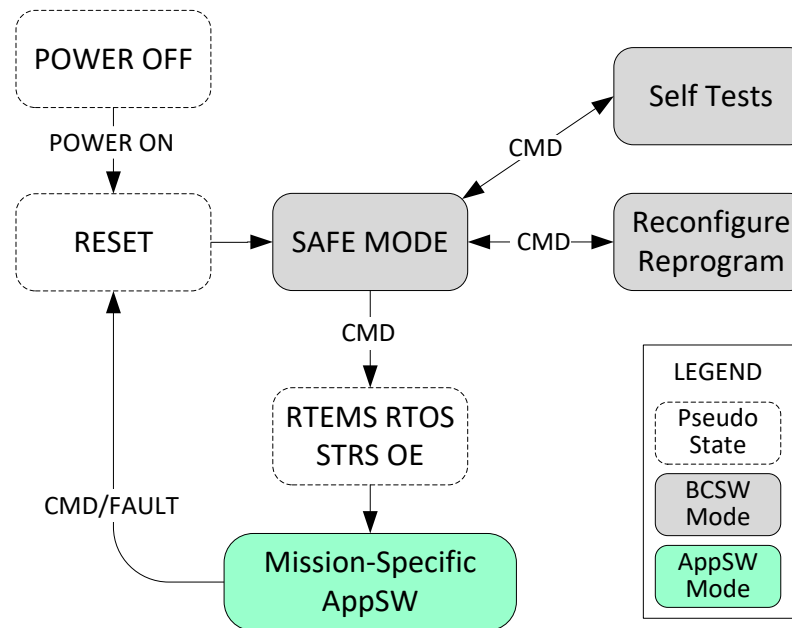 POWER OFF
POWER ON
RESET
SAFE MODE
CMD
Self Tests
CMD
Reconfigure
Reprogram
CMD
RTEMS RTOS
STRS OE
CMD/FAULT
Mission-Specific
AppSW
LEGEND
Pseudo
State
BCSW
Mode
AppSW
Mode